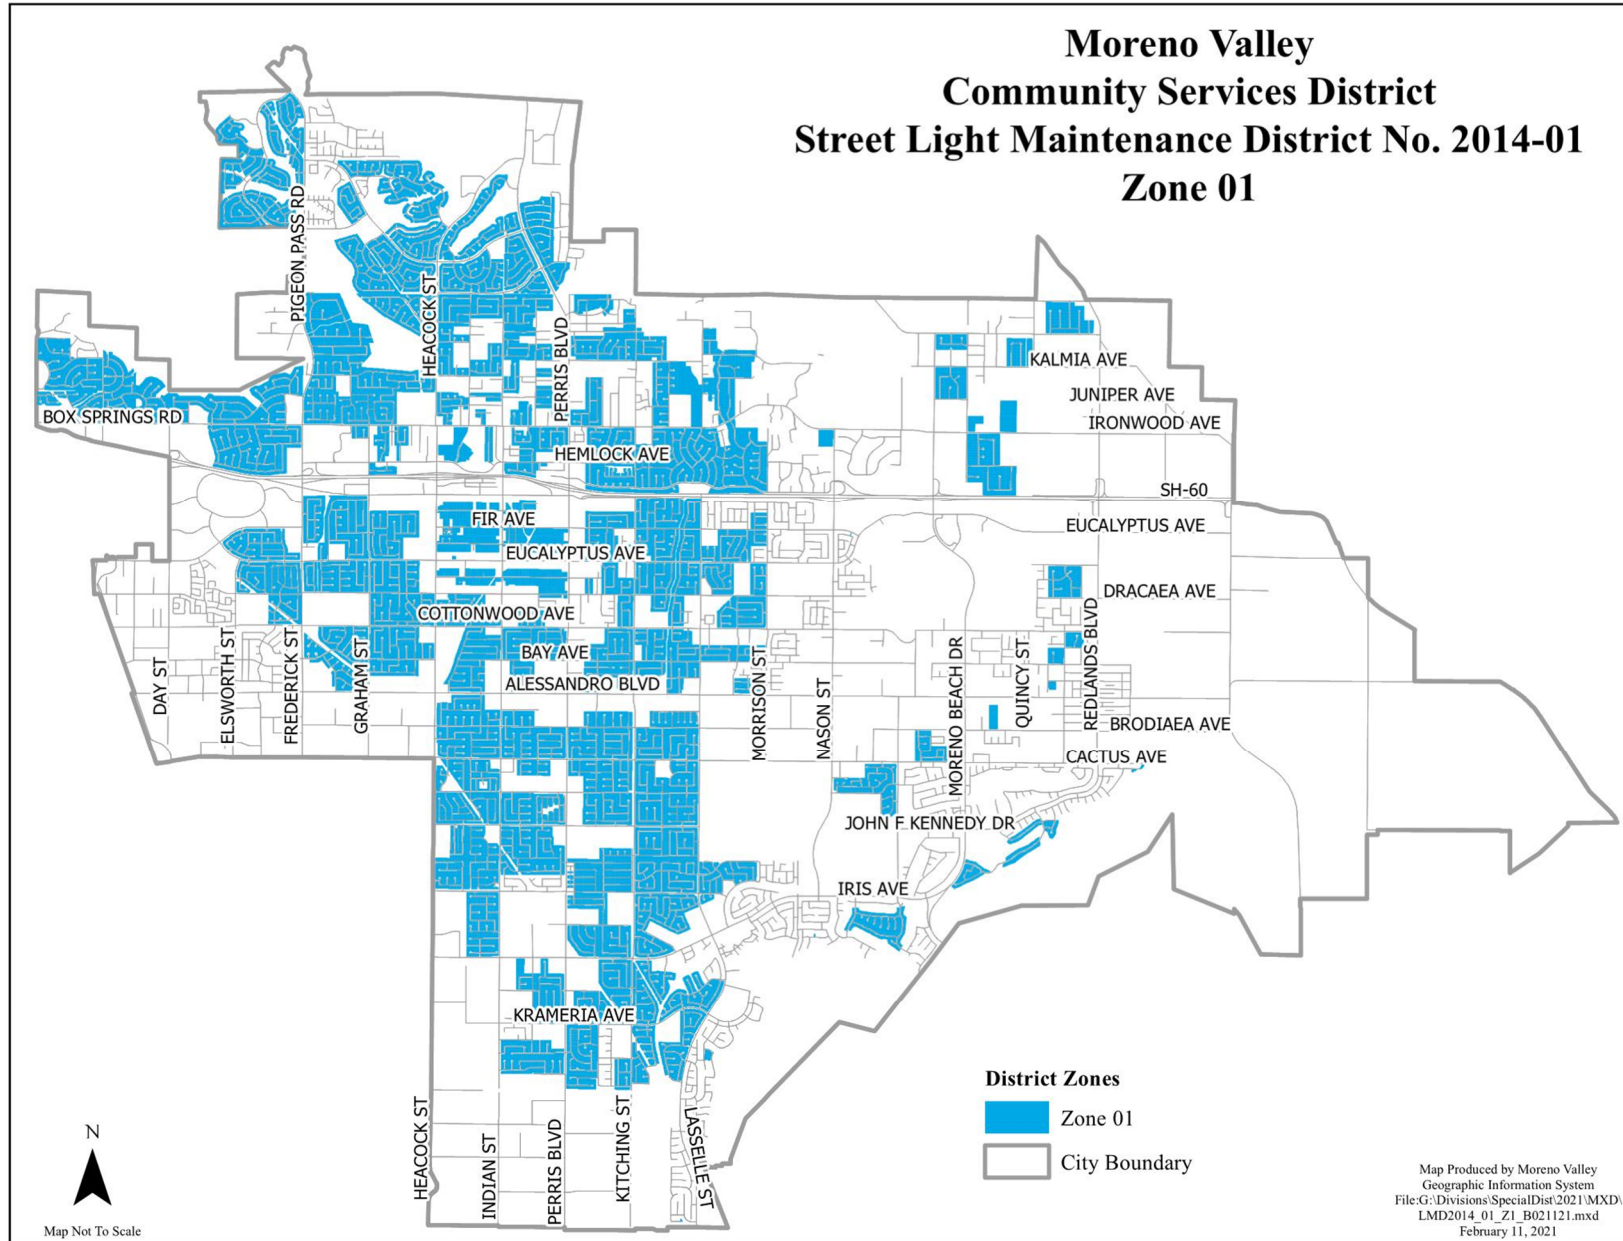 Moreno Valley
Community Services District
Street Light Maintenance District No. 2014-01
Zone 01
PIGEON PASS RD
HEACOCK ST
PERRIS BLVD
KALMIA AVE
JUNIPER AVE
BOX SPRINGS RD
IRONWOOD AVE
HEMLOCK AVE
SH-60
FIR AVE
EUCALYPTUS AVE
EUCALYPTUS AVE
DRACAEA AVE
COTTONWOOD AVE
BAY AVE
ALESSANDRO BLVD
DAY ST
ELSWORTH ST
FREDERICK ST
GRAHAM ST
MORRISON ST
NASON ST
MORENO BEACH DR
QUINCY ST
REDLANDS BLVD
BRODIAEA AVE
CACTUS AVE
JOHN F KENNEDY DR
IRIS AVE
KRAMERIA AVE
HEACOCK ST
INDIAN ST
PERRIS BLVD
KITCHING ST
LASSELLE ST
District Zones
Zone 01
City Boundary
N
Map Not To Scale
Map Produced by Moreno Valley
Geographic Information System
File:G:\Divisions\SpecialDist\2021\MXD\
LMD2014_01_Z1_B021121.mxd
February 11, 2021